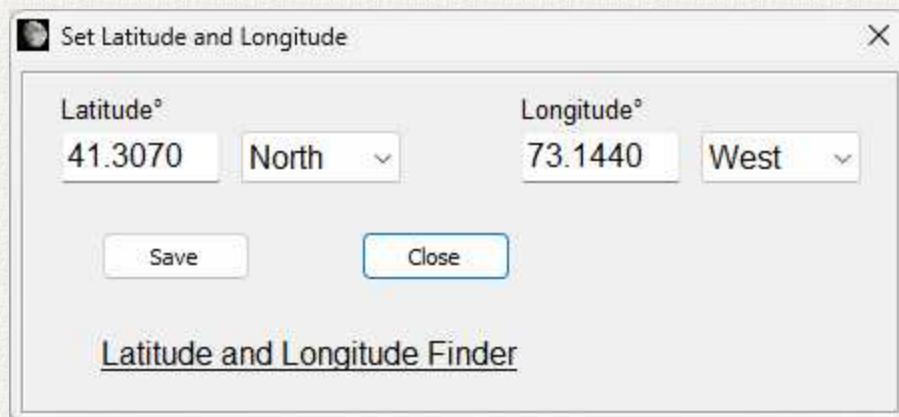 Set Latitude and Longitude
Latitude° Longitude°
41.3070 North 73.1440 West
Save Close
Latitude and Longitude Finder